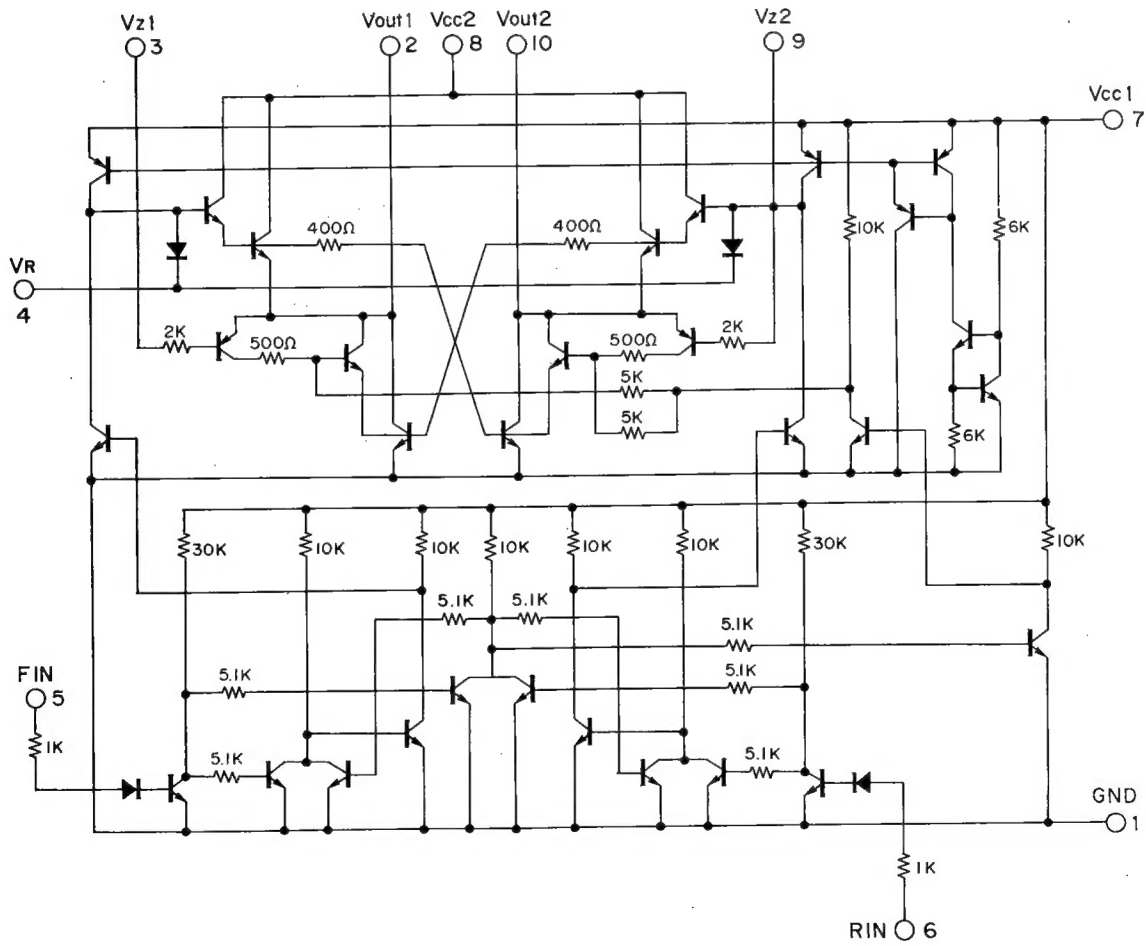 Vz1 Vout1 Vcc2 Vout2 Vz2
3 2 8 10 9
Vcc1
7
400Ω 400Ω 10K 6K
VR
4
2K 500Ω 500Ω 2K
5K
5K
6K
30K 10K 10K 10K 10K 10K 30K 10K
5.1K 5.1K
5.1K
FIN
5
5.1K 5.1K
1K
5.1K 5.1K
GND
1
1K
RIN 6